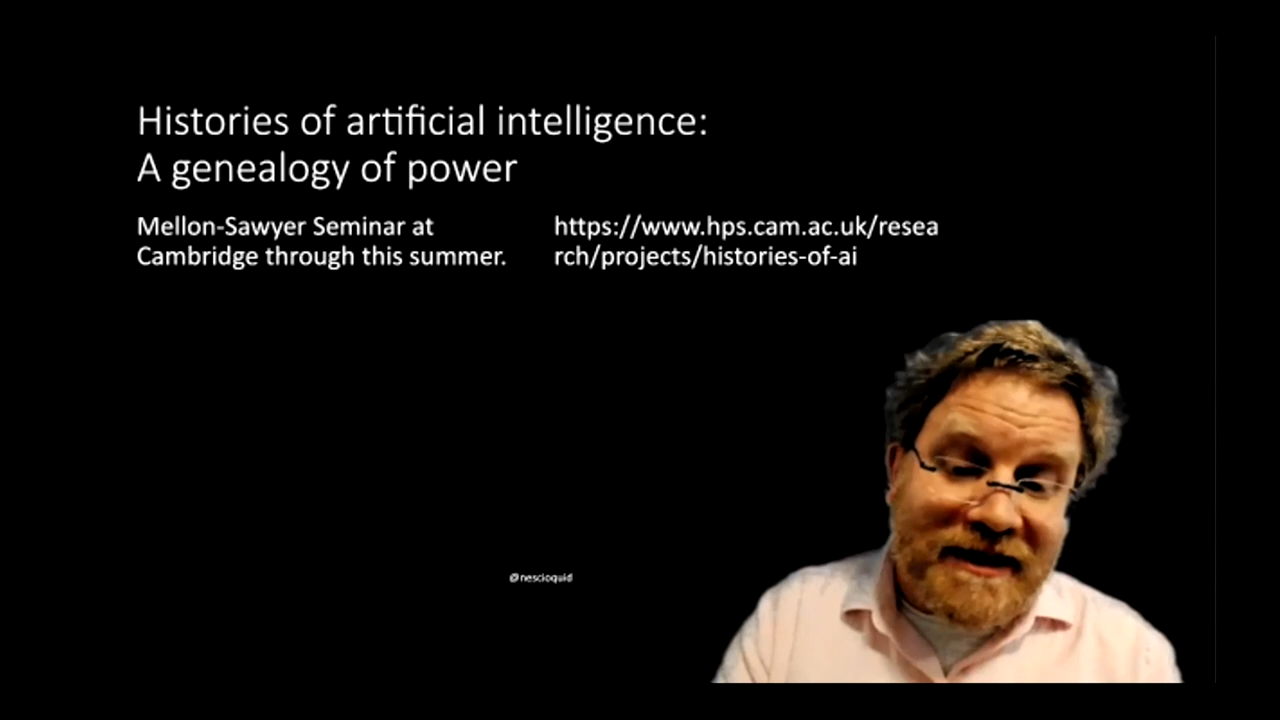 Histories of artificial intelligence:
A genealogy of power
Mellon-Sawyer Seminar at
Cambridge through this summer.
https://www.hps.cam.ac.uk/resea
rch/projects/histories-of-ai
@nescioquid